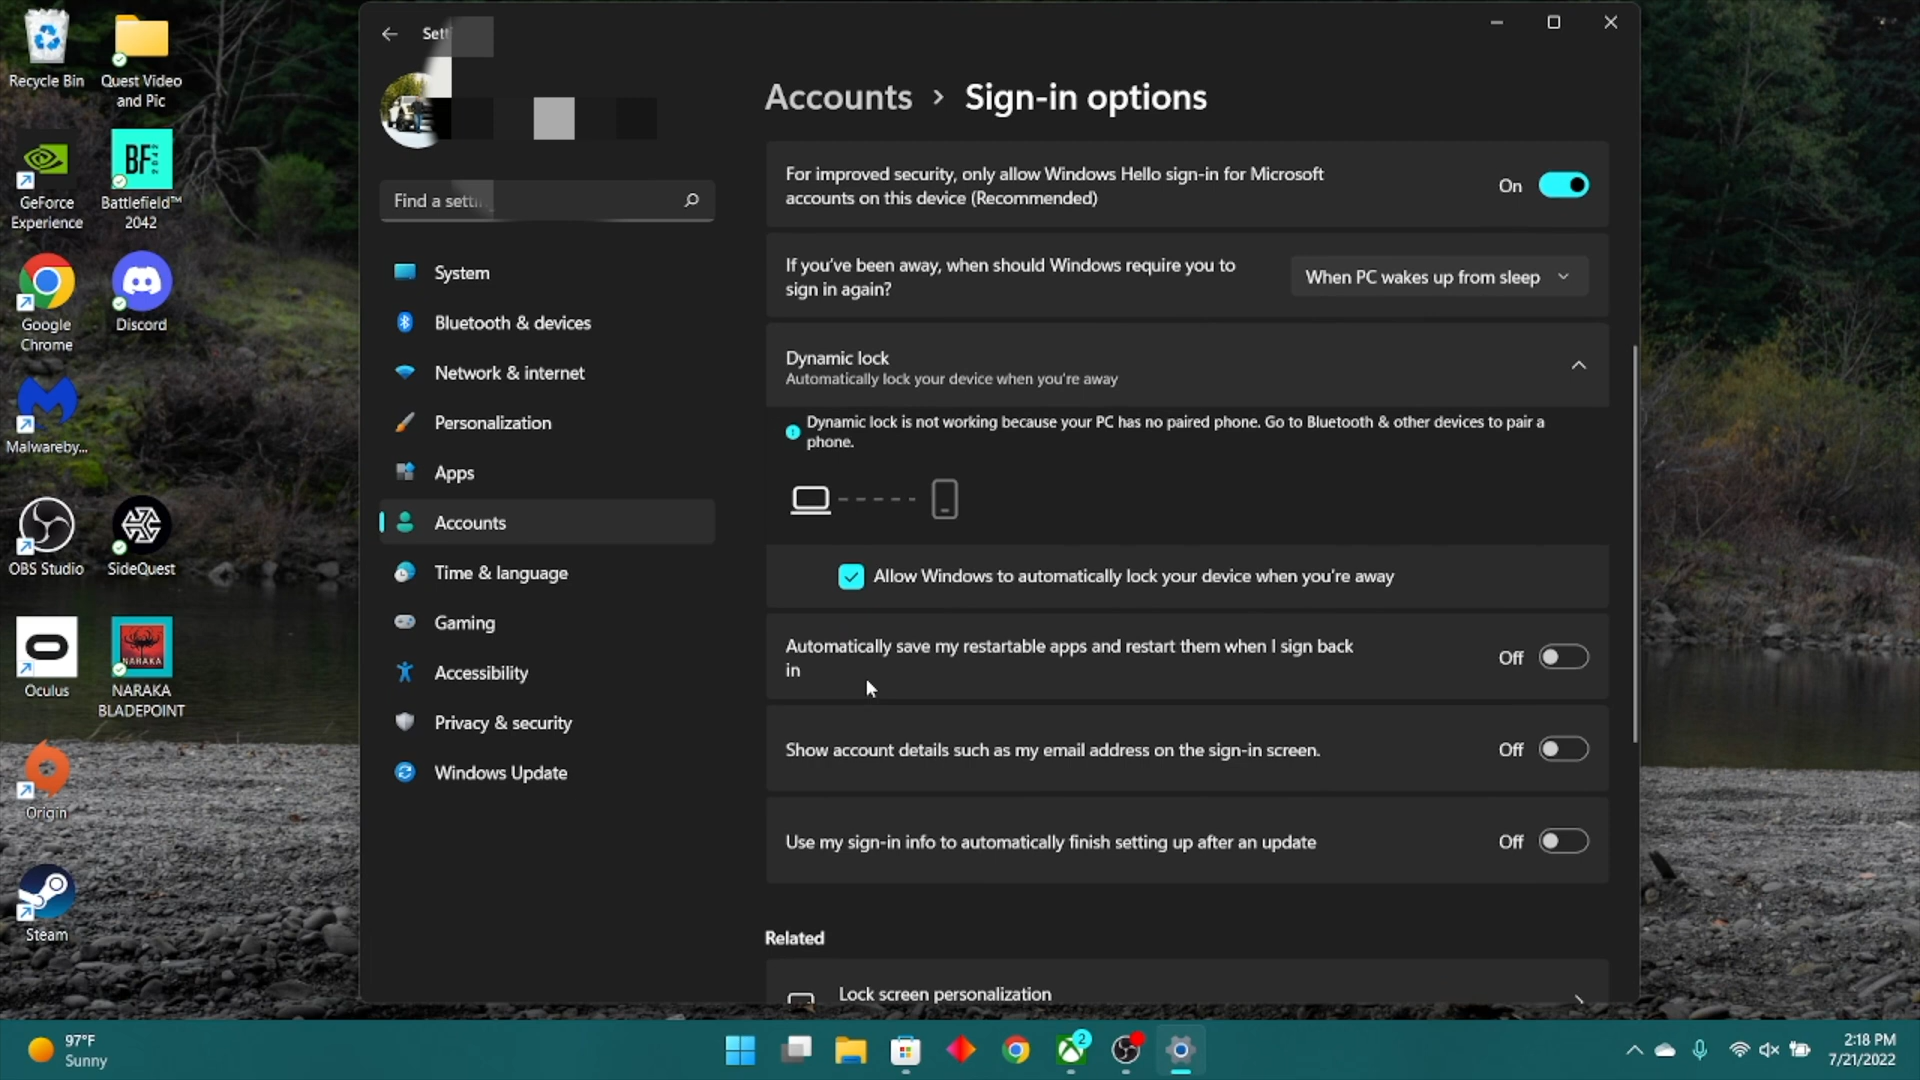 Recycle Bin
Quest Video
and Pic
GeForce
Experience
BF 2042
Battlefield™
2042
Google
Chrome
Discord
Malwareby...
OBS Studio
SideQuest
Oculus
NARAKA
NARAKA
BLADEPOINT
Origin
Steam
Find a setti
System
Bluetooth & devices
Network & internet
Personalization
Apps
Accounts
Time & language
Gaming
Accessibility
Privacy & security
Windows Update
Accounts › Sign-in options
For improved security, only allow Windows Hello sign-in for Microsoft
accounts on this device (Recommended)
On
If you've been away, when should Windows require you to
sign in again?
When PC wakes up from sleep
Dynamic lock
Automatically lock your device when you're away
Dynamic lock is not working because your PC has no paired phone. Go to Bluetooth & other devices to pair a
phone.
Allow Windows to automatically lock your device when you're away
Automatically save my restartable apps and restart them when I sign back
in
Off
Show account details such as my email address on the sign-in screen.
Off
Use my sign-in info to automatically finish setting up after an update
Off
Related
Lock screen personalization
97°F
Sunny
2
2:18 PM
7/21/2022